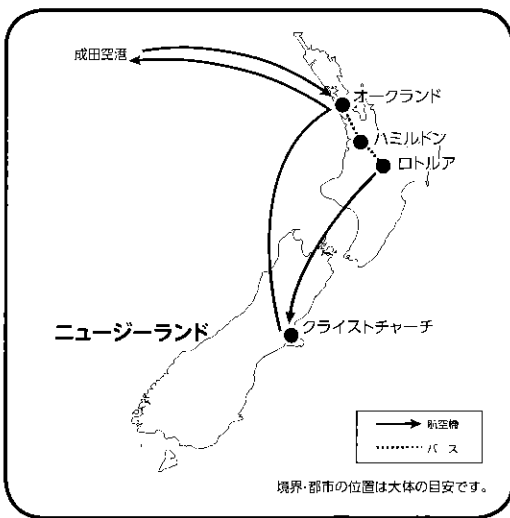 成田空港
オークランド
ハミルドン
ロトルア
ニュージーランド
クライストチャーチ
航空機
バス
境界・都市の位置は大体の目安です。